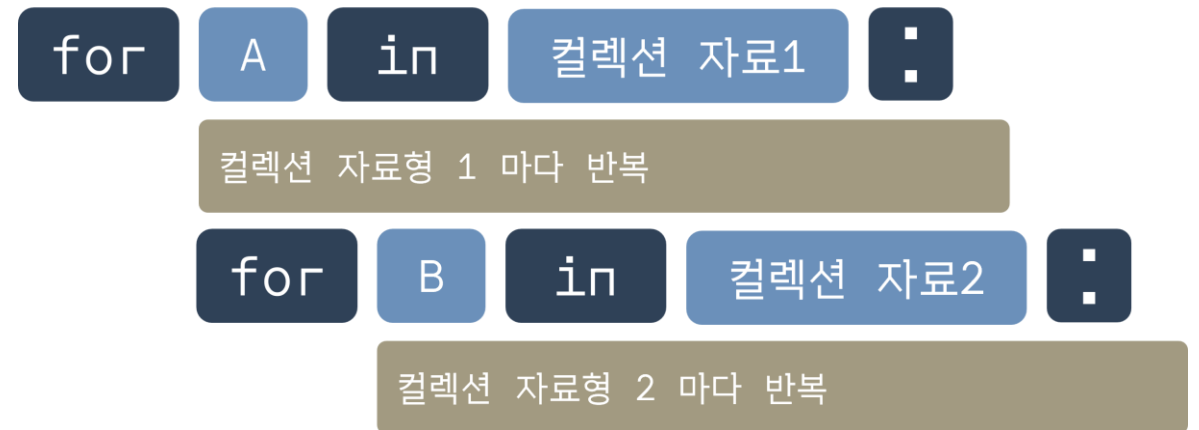 for A in 컬렉션 자료1 :
컬렉션 자료형 1 마다 반복
for B in 컬렉션 자료2 :
컬렉션 자료형 2 마다 반복